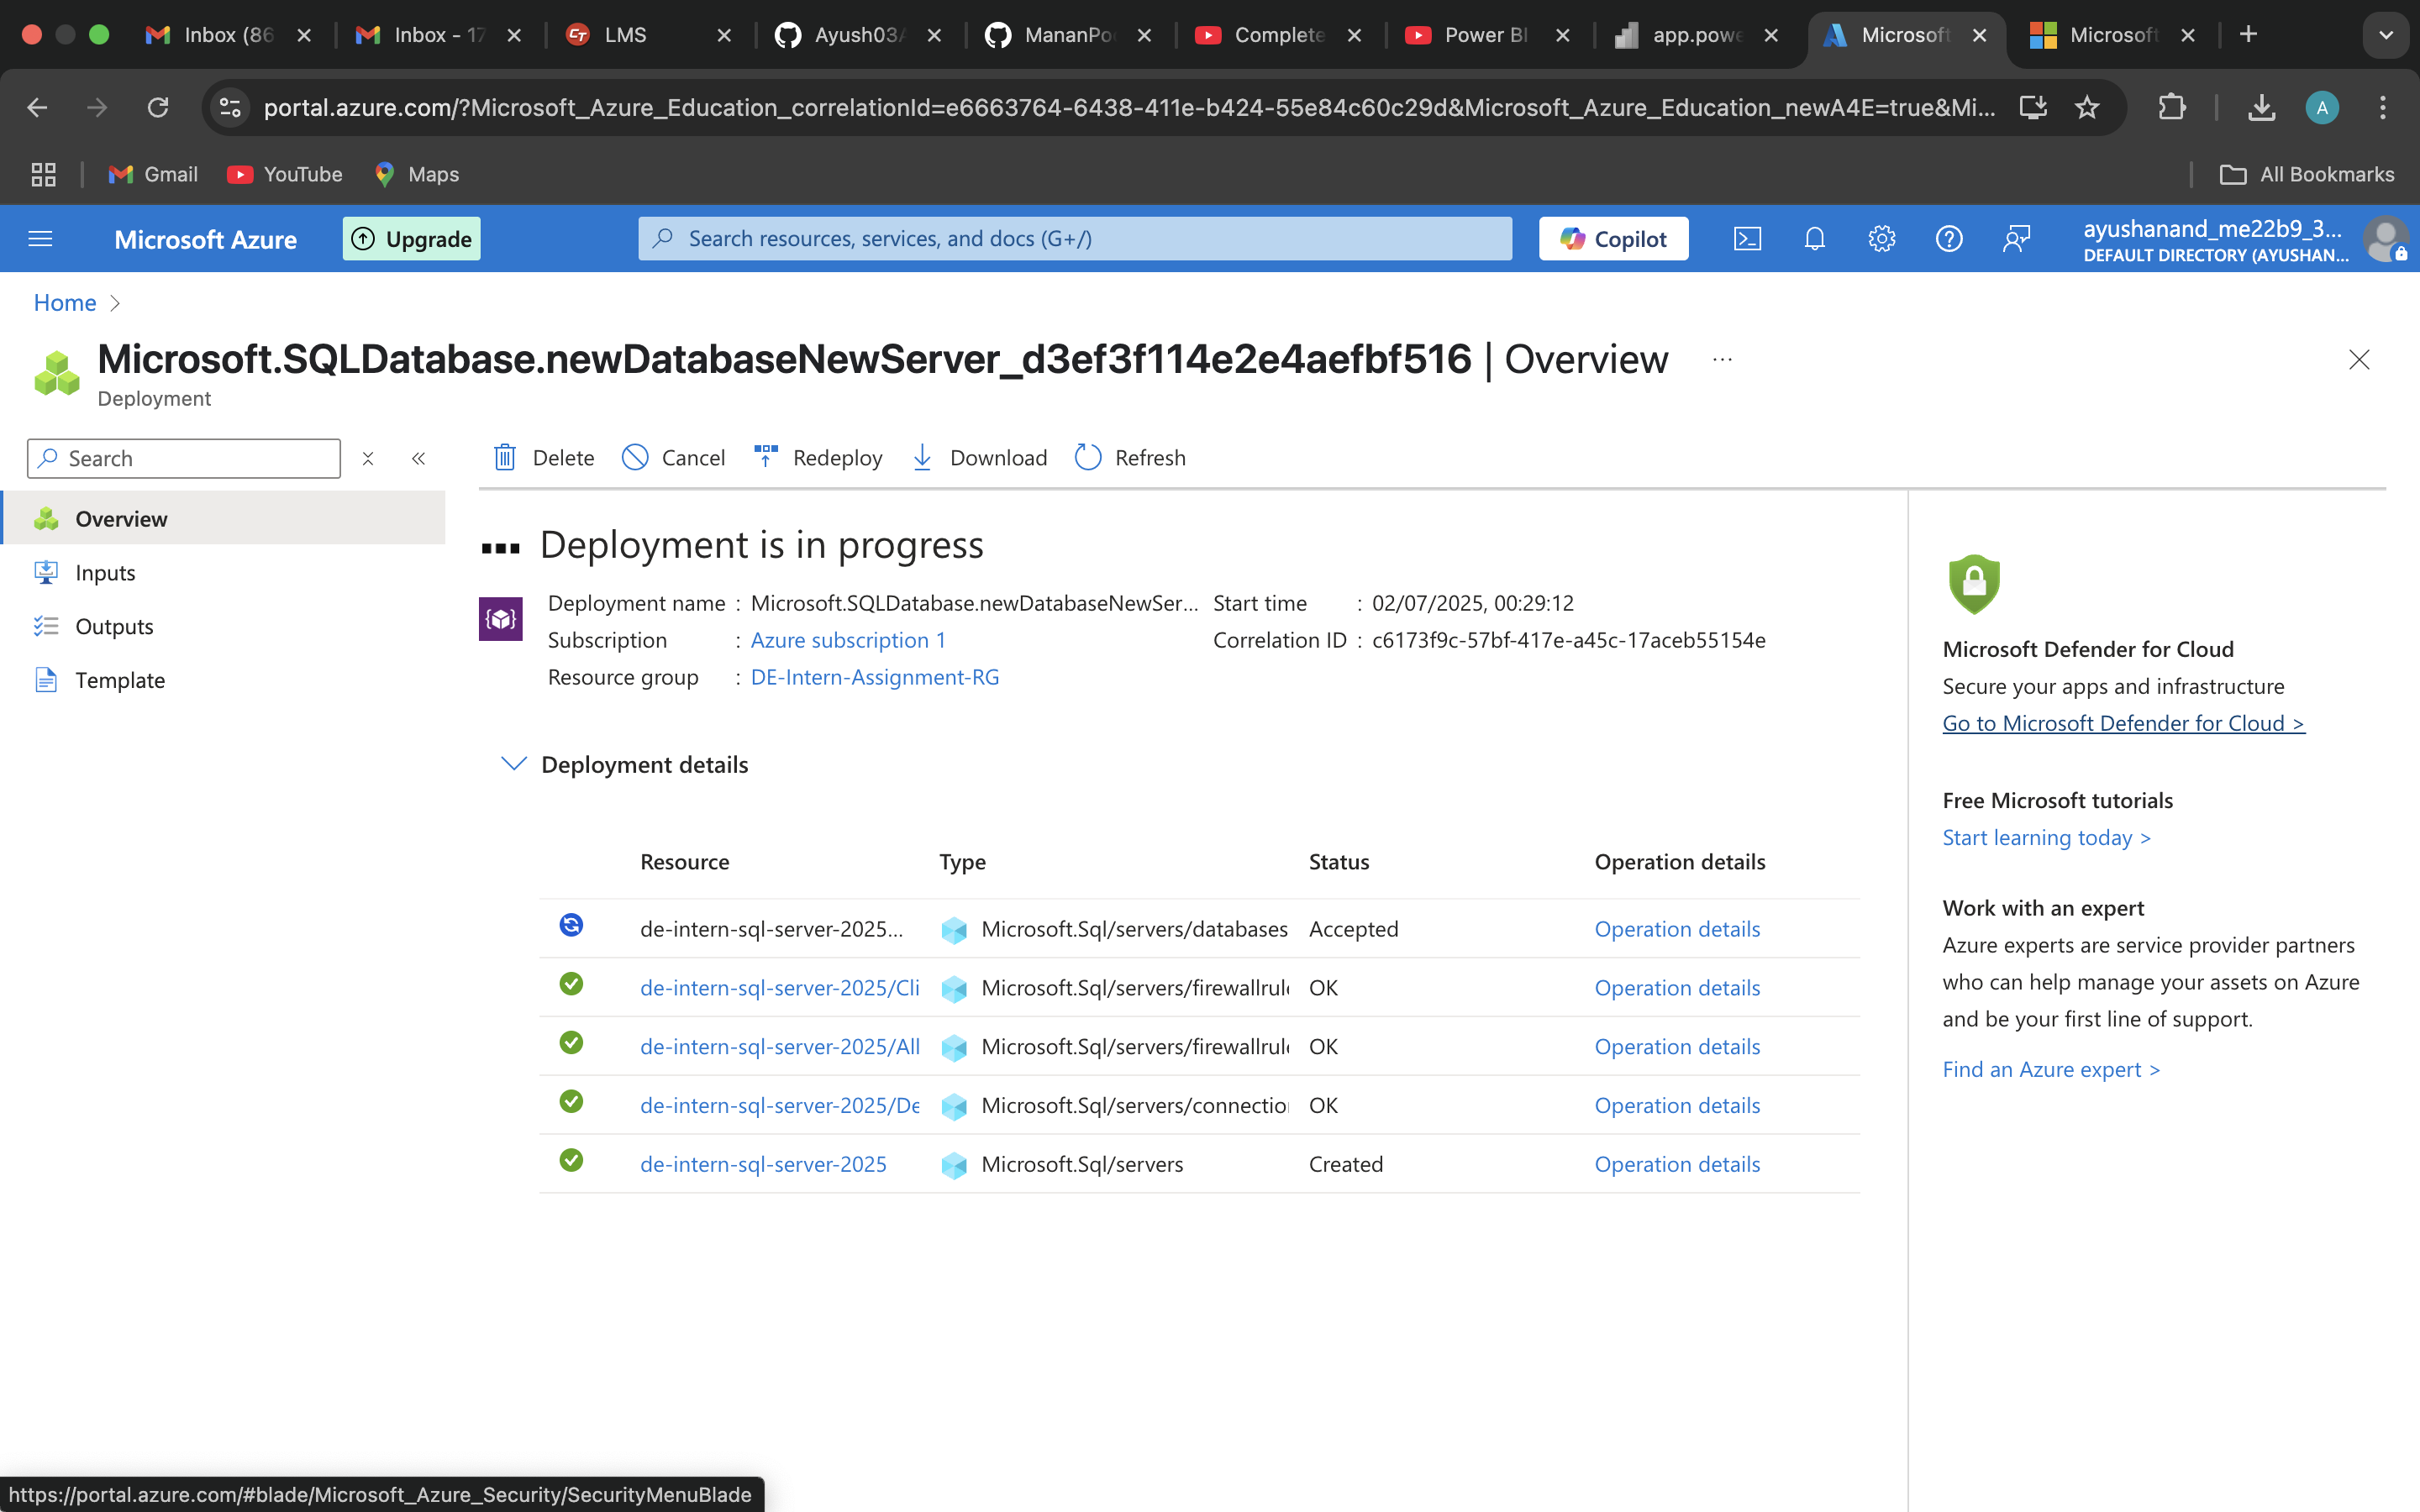 Inbox (86
Inbox - 17
LMS
Ayush03A
MananPo
Complete
Power BI
app.powe
Microsoft
Microsoft
portal.azure.com/?Microsoft_Azure_Education_correlationId=e6663764-6438-411e-b424-55e84c60c29d&Microsoft_Azure_Education_newA4E=true&Mi...
A
Gmail
YouTube
Maps
All Bookmarks
Microsoft Azure
Upgrade
Search resources, services, and docs (G+/)
Copilot
ayushanand_me22b9_3...
DEFAULT DIRECTORY (AYUSHAN...
Home
Microsoft.SQLDatabase.newDatabaseNewServer_d3ef3f114e2e4aefbf516 | Overview ...
Deployment
Search
Delete
Cancel
Redeploy
Download
Refresh
Overview
Inputs
Outputs
Template
Deployment is in progress
Deployment name : Microsoft.SQLDatabase.newDatabaseNewSer...
Subscription : Azure subscription 1
Resource group : DE-Intern-Assignment-RG
Start time : 02/07/2025, 00:29:12
Correlation ID : c6173f9c-57bf-417e-a45c-17aceb55154e
Deployment details
Resource Type Status Operation details
de-intern-sql-server-2025... Microsoft.Sql/servers/databases Accepted Operation details
de-intern-sql-server-2025/Cli Microsoft.Sql/servers/firewallrule OK Operation details
de-intern-sql-server-2025/All Microsoft.Sql/servers/firewallrule OK Operation details
de-intern-sql-server-2025/De Microsoft.Sql/servers/connection OK Operation details
de-intern-sql-server-2025 Microsoft.Sql/servers Created Operation details
Microsoft Defender for Cloud
Secure your apps and infrastructure
Go to Microsoft Defender for Cloud >
Free Microsoft tutorials
Start learning today >
Work with an expert
Azure experts are service provider partners
who can help manage your assets on Azure
and be your first line of support.
Find an Azure expert >
https://portal.azure.com/#blade/Microsoft_Azure_Security/SecurityMenuBlade